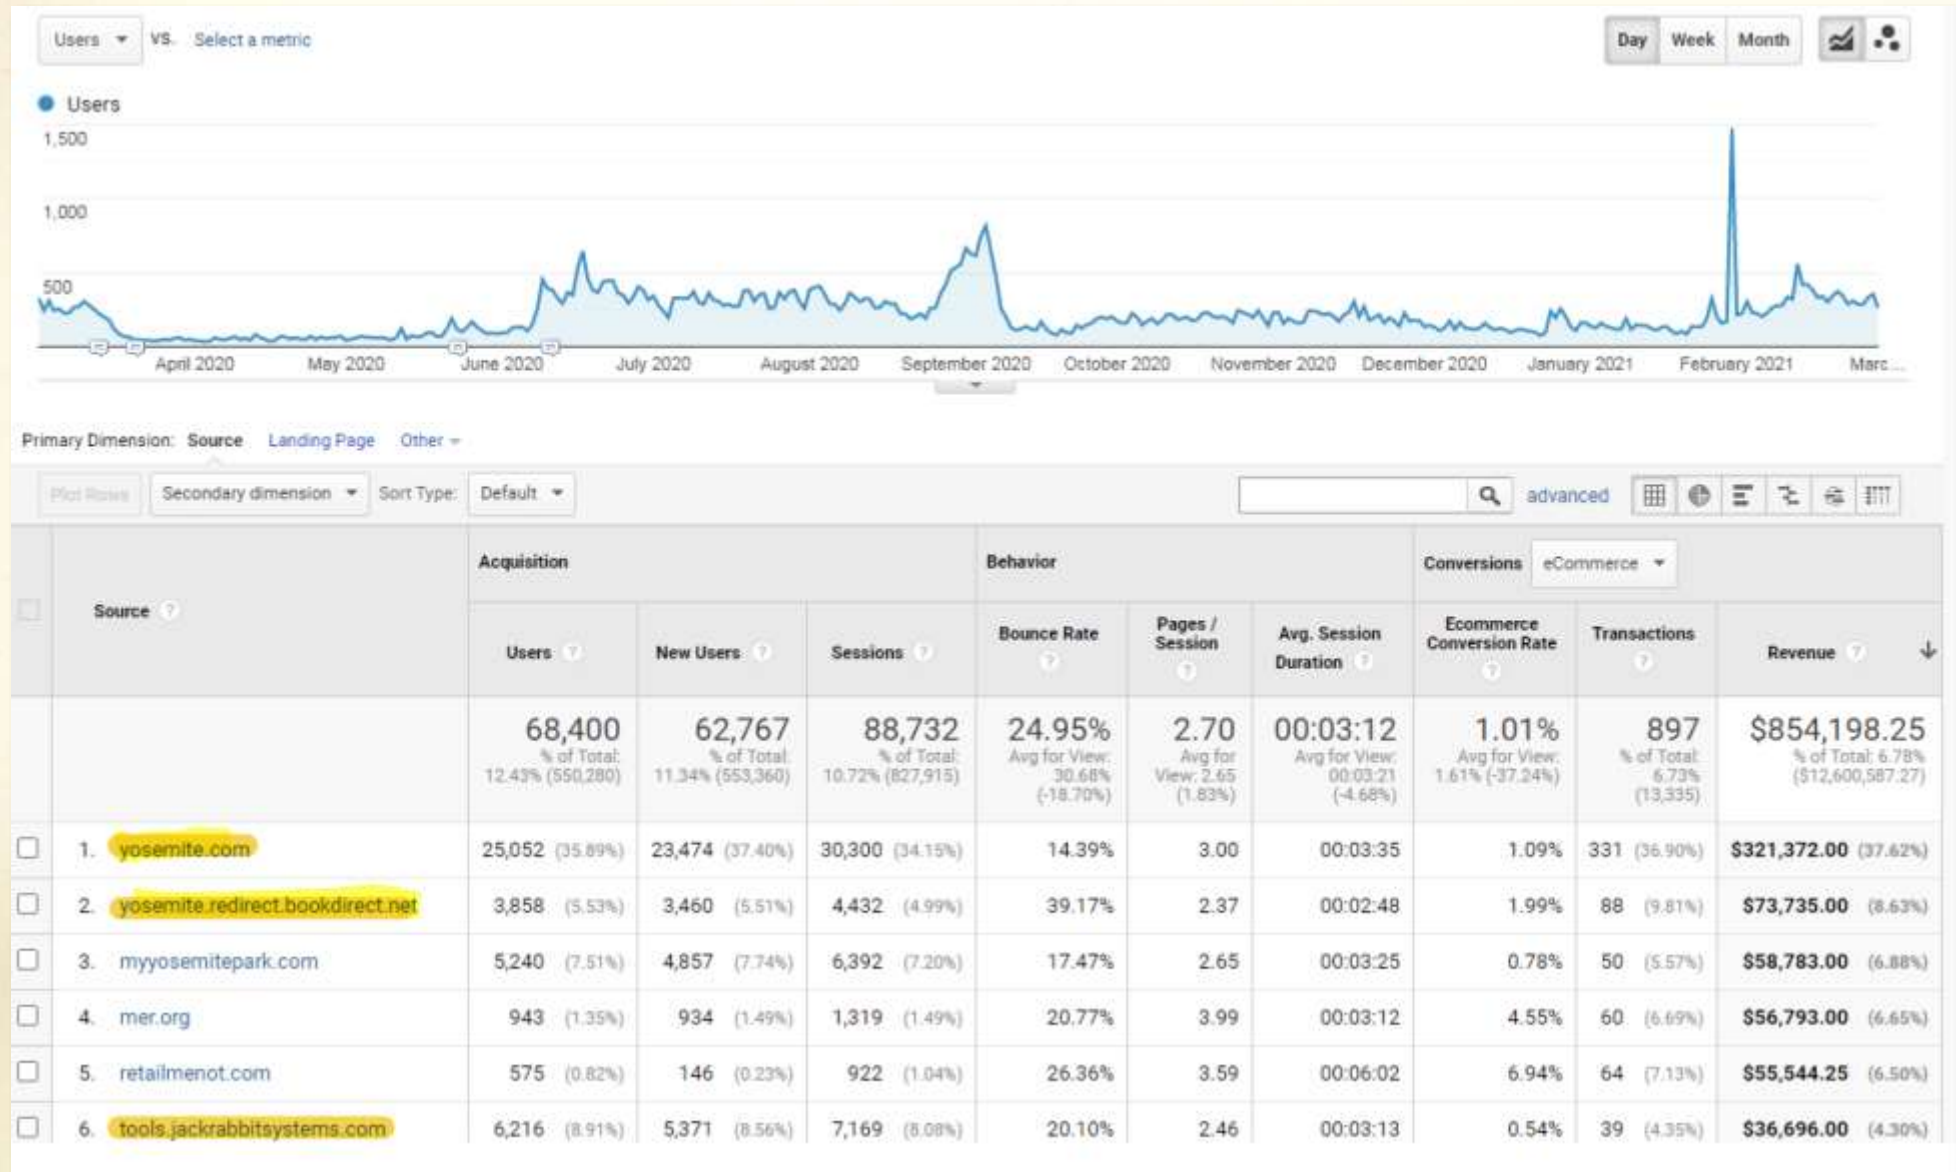 Users vs. Select a metric Day Week Month
Users
1,500
1,000
500
April 2020 May 2020 June 2020 July 2020 August 2020 September 2020 October 2020 November 2020 December 2020 January 2021 February 2021 Marc...
Primary Dimension: Source Landing Page Other
Plot Rows Secondary dimension Sort Type: Default advanced
Acquisition Behavior Conversions eCommerce
Source ? Users ? New Users ? Sessions ? Bounce Rate ? Pages / Session ? Avg. Session Duration ? Ecommerce Conversion Rate ? Transactions ? Revenue ?
68,400 62,767 88,732 24.95% 2.70 00:03:12 1.01% 897 $854,198.25
% of Total: 12.43% (550,280) % of Total: 11.34% (553,360) % of Total: 10.72% (827,915) Avg for View: 30.68% (-18.70%) Avg for View: 2.65 (1.83%) Avg for View: 00:03:21 (-4.68%) Avg for View: 1.61% (-37.24%) % of Total: 6.73% (13,335) % of Total: 6.78% ($12,600,587.27)
1. yosemite.com 25,052 (35.89%) 23,474 (37.40%) 30,300 (34.15%) 14.39% 3.00 00:03:35 1.09% 331 (36.90%) $321,372.00 (37.62%)
2. yosemite.redirect.bookdirect.net 3,858 (5.53%) 3,460 (5.51%) 4,432 (4.99%) 39.17% 2.37 00:02:48 1.99% 88 (9.81%) $73,735.00 (8.63%)
3. myyosemitepark.com 5,240 (7.51%) 4,857 (7.74%) 6,392 (7.20%) 17.47% 2.65 00:03:25 0.78% 50 (5.57%) $58,783.00 (6.88%)
4. mer.org 943 (1.35%) 934 (1.49%) 1,319 (1.49%) 20.77% 3.99 00:03:12 4.55% 60 (6.69%) $56,793.00 (6.65%)
5. retailmenot.com 575 (0.82%) 146 (0.23%) 922 (1.04%) 26.36% 3.59 00:06:02 6.94% 64 (7.13%) $55,544.25 (6.50%)
6. tools.jackrabbitsystems.com 6,216 (8.91%) 5,371 (8.56%) 7,169 (8.08%) 20.10% 2.46 00:03:13 0.54% 39 (4.35%) $36,696.00 (4.30%)